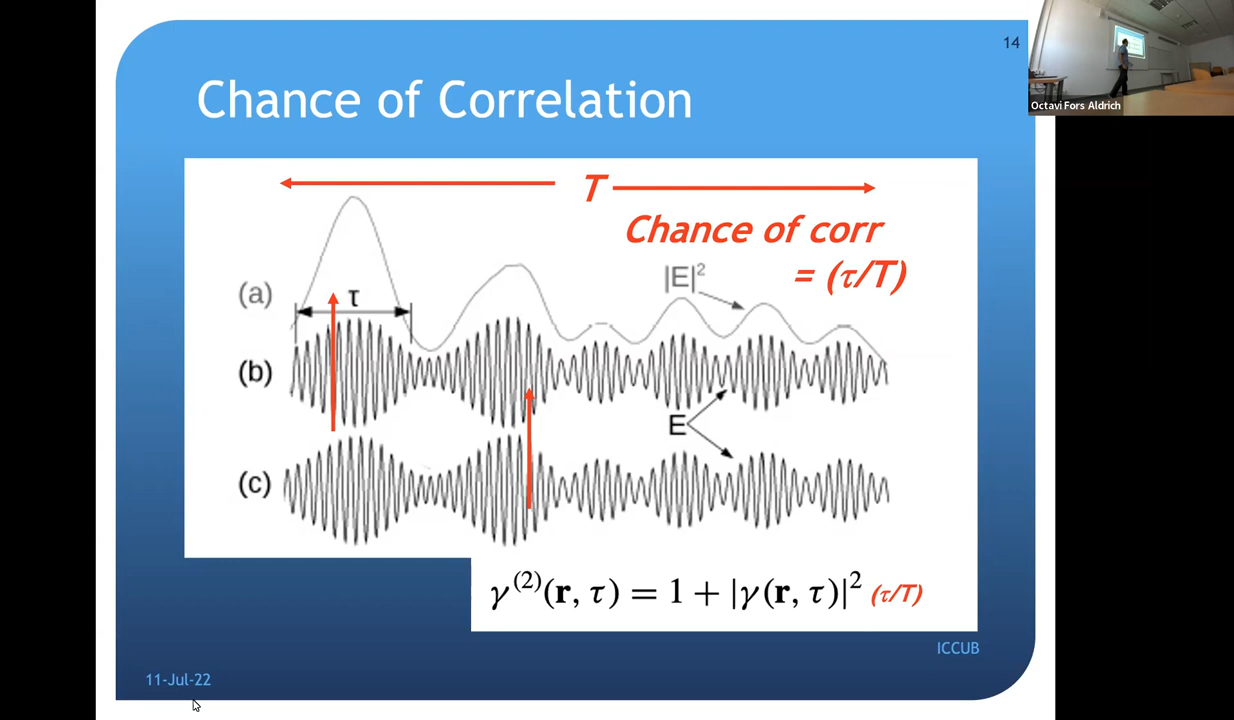 14
Octavi Fors Aldrich
Chance of Correlation
T
Chance of corr
= (τ/T)
|E|²
(a)
τ
(b)
E
(c)
γ⁽²⁾(r, τ) = 1 + |γ(r, τ)|² (τ/T)
ICCUB
11-Jul-22